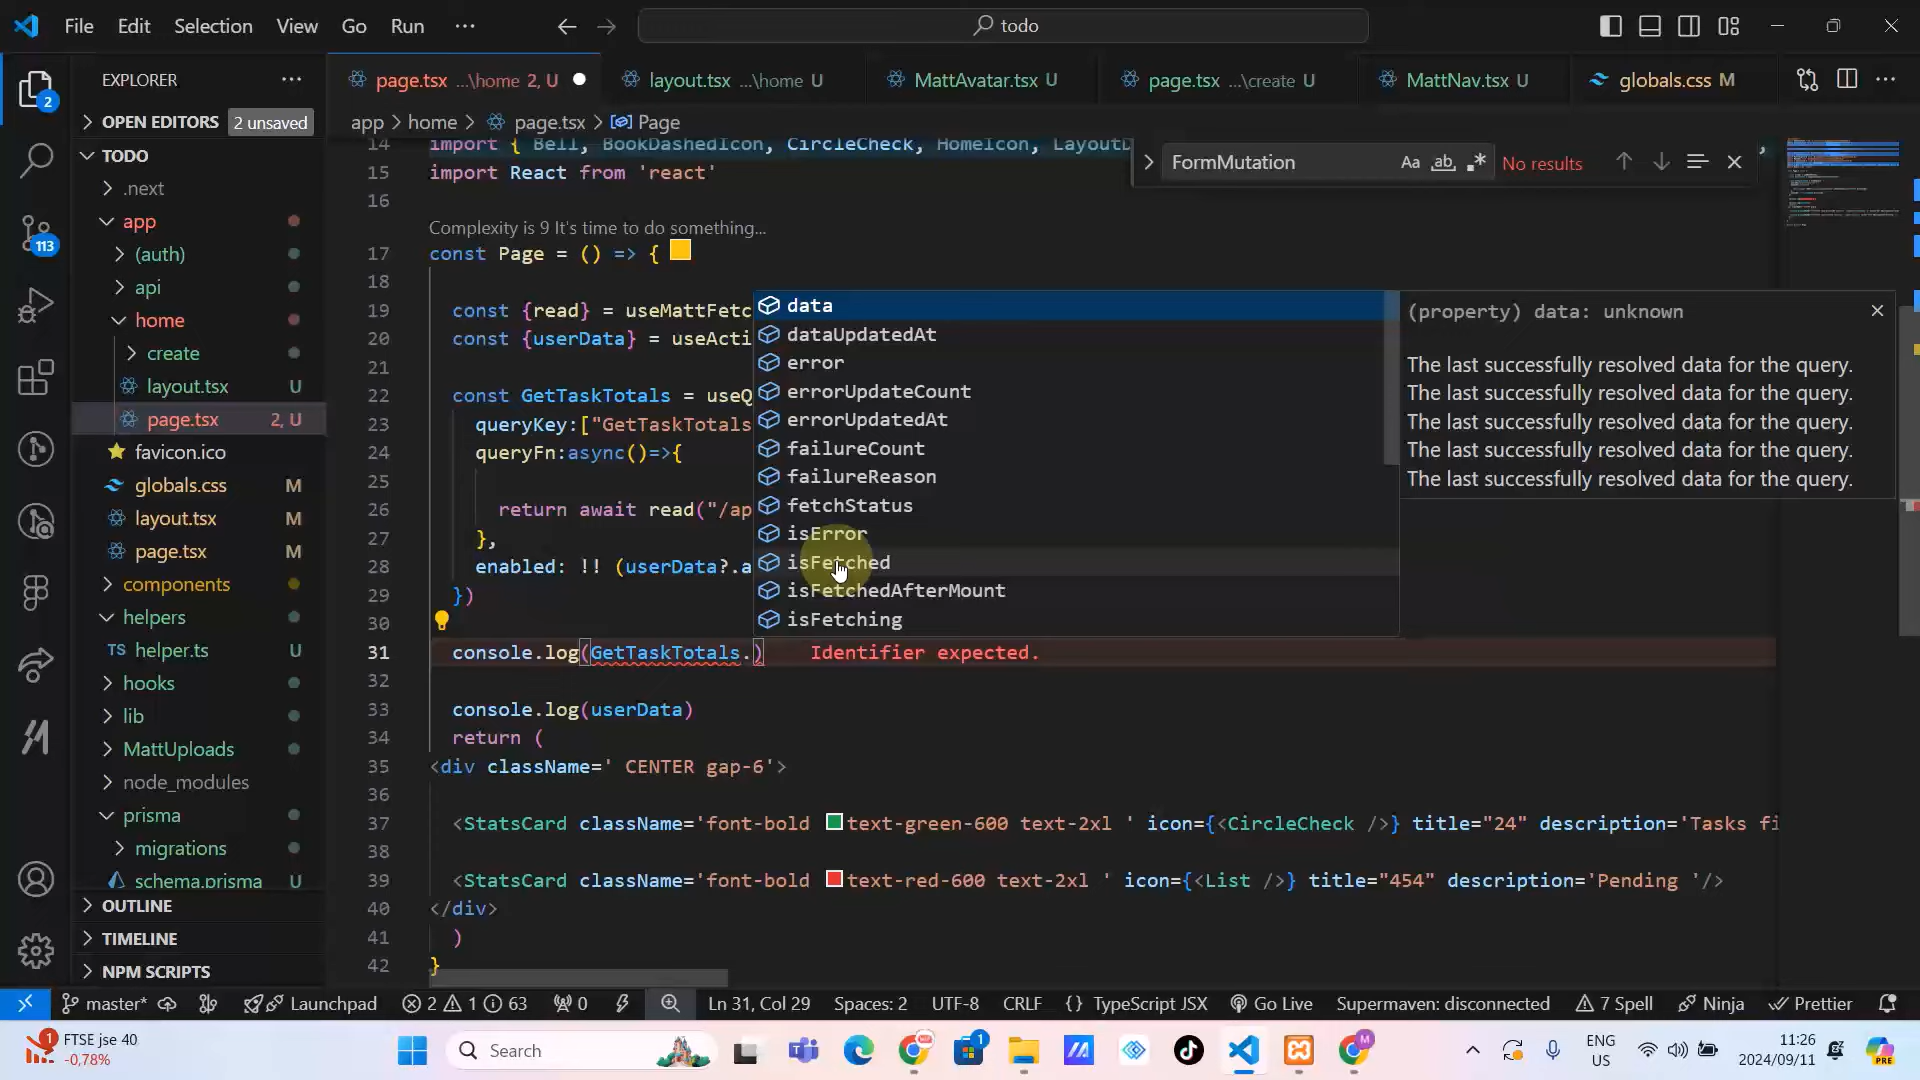 File Edit Selection View Go Run ···
todo
EXPLORER ···
page.tsx ...\home 2, U
layout.tsx ...\home U
MattAvatar.tsx U
page.tsx ...\create U
MattNav.tsx U
globals.css M
OPEN EDITORS 2 unsaved
app > home > page.tsx > Page
TODO
.next
app
(auth)
api
home
create
layout.tsx U
page.tsx 2, U
favicon.ico
globals.css M
layout.tsx M
page.tsx M
components
helpers
TS helper.ts U
hooks
lib
MattUploads
node_modules
prisma
migrations
schema.prisma U
OUTLINE
TIMELINE
NPM SCRIPTS
2
113
FormMutation Aa ab No results
14 import { Bell, BookDashedIcon, CircleCheck, HomeIcon, LayoutD
15 import React from 'react'
16
Complexity is 9 It's time to do something...
17 const Page = () => {
18
19 const {read} = useMattFetc
20 const {userData} = useActi
21
22 const GetTaskTotals = useQ
23 queryKey:["GetTaskTotals
24 queryFn:async()=>{
25
26 return await read("/ap
27 },
28 enabled: !! (userData?.a
29 })
30
31 console.log(GetTaskTotals.) Identifier expected.
32
33 console.log(userData)
34 return (
35 <div className=' CENTER gap-6'>
36
37 <StatsCard className='font-bold text-green-600 text-2xl ' icon={<CircleCheck />} title="24" description='Tasks fi
38
39 <StatsCard className='font-bold text-red-600 text-2xl ' icon={<List />} title="454" description='Pending '/>
40 </div>
41 )
42 }
data
dataUpdatedAt
error
errorUpdateCount
errorUpdatedAt
failureCount
failureReason
fetchStatus
isError
isFetched
isFetchedAfterMount
isFetching
(property) data: unknown
The last successfully resolved data for the query.
The last successfully resolved data for the query.
The last successfully resolved data for the query.
The last successfully resolved data for the query.
The last successfully resolved data for the query.
master* Launchpad 2 1 63 0 Ln 31, Col 29 Spaces: 2 UTF-8 CRLF {} TypeScript JSX Go Live Supermaven: disconnected 7 Spell Ninja Prettier
1 FTSE jse 40
-0,78%
Search
ENG
US
11:26
2024/09/11